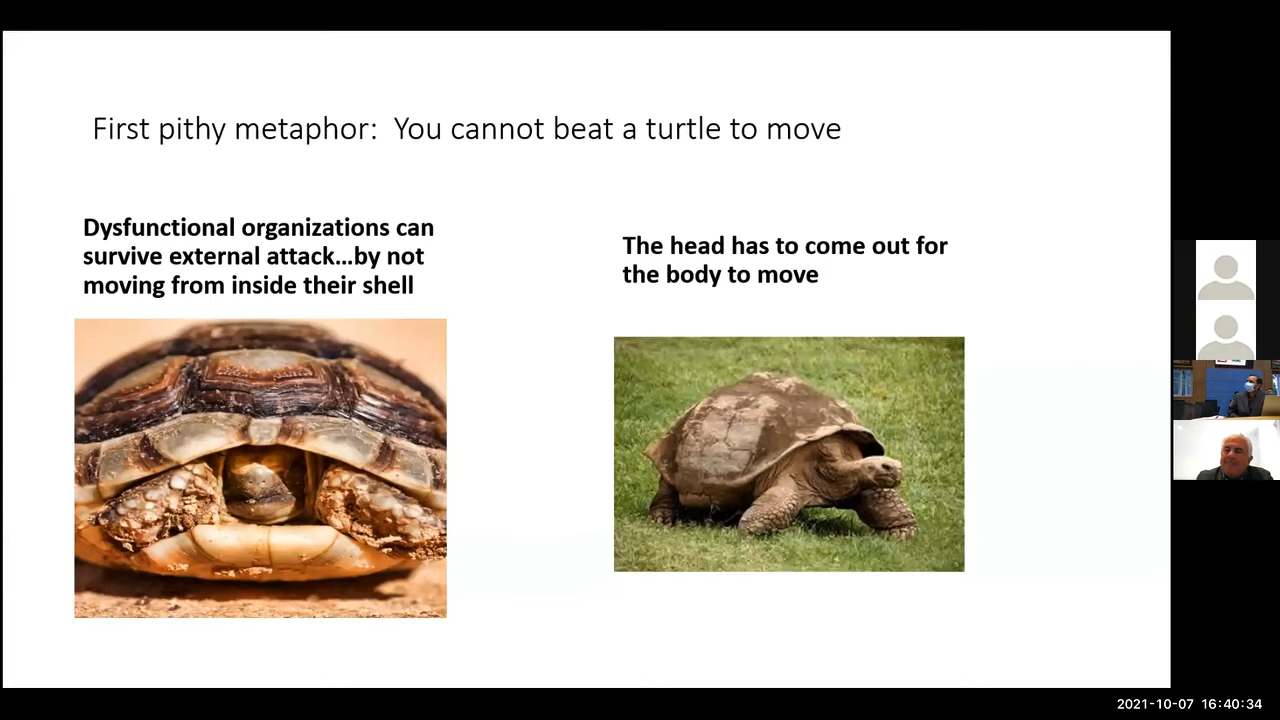 First pithy metaphor:  You cannot beat a turtle to move
Dysfunctional organizations can
survive external attack...by not
moving from inside their shell
The head has to come out for
the body to move
2021-10-07 16:40:34